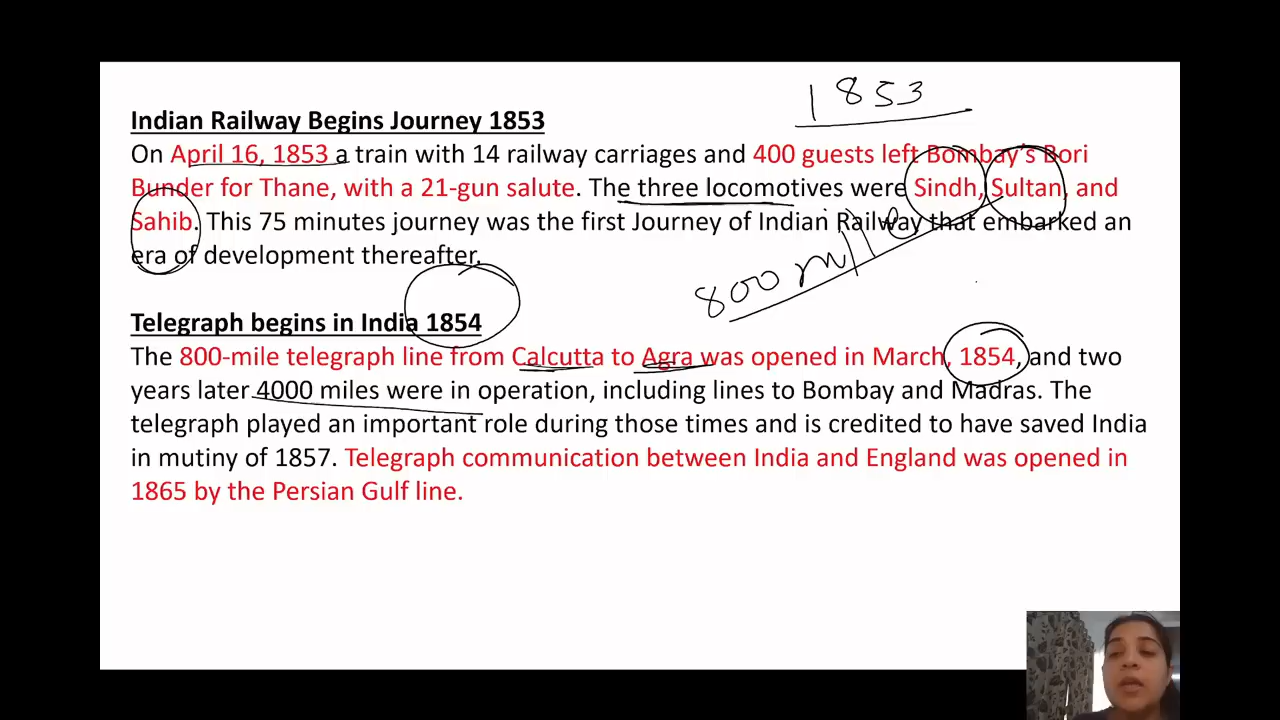 1853
Indian Railway Begins Journey 1853
On April 16, 1853 a train with 14 railway carriages and 400 guests left Bombay's Bori
Bunder for Thane, with a 21-gun salute. The three locomotives were Sindh, Sultan, and
Sahib. This 75 minutes journey was the first Journey of Indian Railway that embarked an
era of development thereafter.
800 mile
Telegraph begins in India 1854
The 800-mile telegraph line from Calcutta to Agra was opened in March, 1854, and two
years later 4000 miles were in operation, including lines to Bombay and Madras. The
telegraph played an important role during those times and is credited to have saved India
in mutiny of 1857. Telegraph communication between India and England was opened in
1865 by the Persian Gulf line.